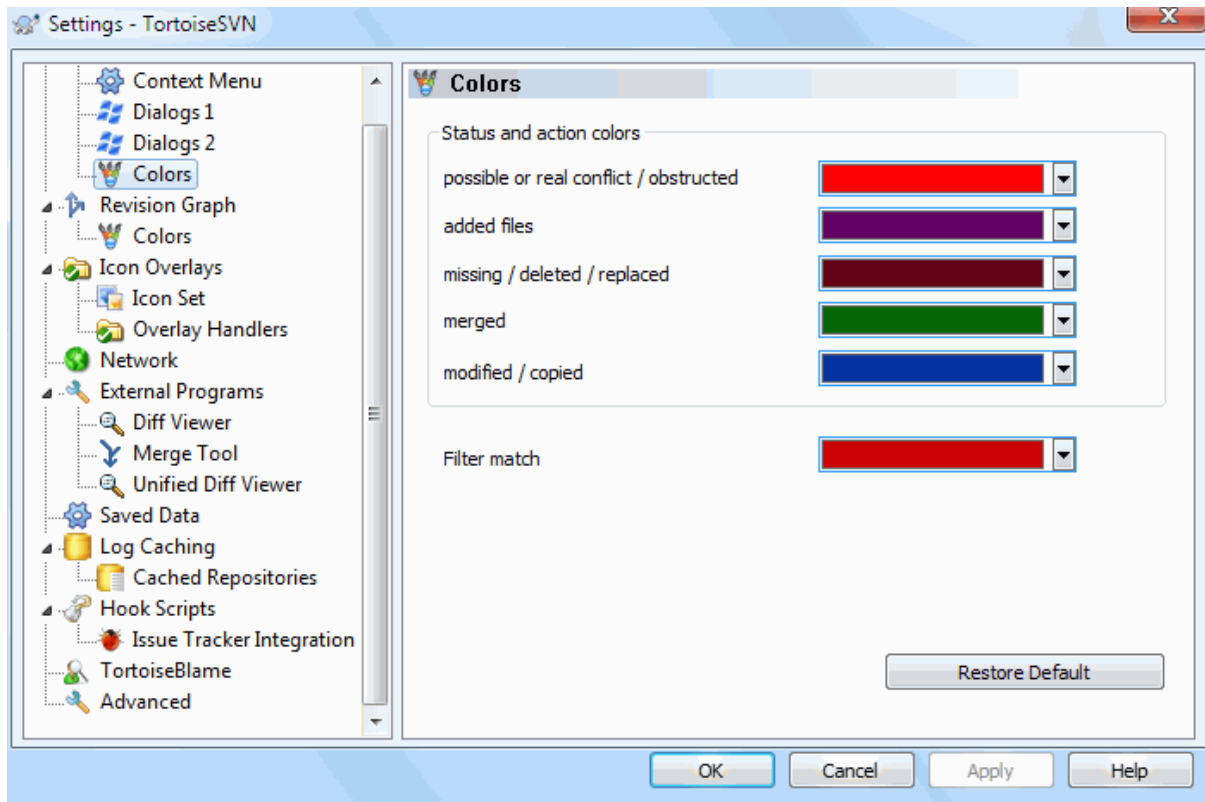 Settings - TortoiseSVN
Context Menu
Dialogs 1
Dialogs 2
Colors
Revision Graph
Colors
Icon Overlays
Icon Set
Overlay Handlers
Network
External Programs
Diff Viewer
Merge Tool
Unified Diff Viewer
Saved Data
Log Caching
Cached Repositories
Hook Scripts
Issue Tracker Integration
TortoiseBlame
Advanced
Colors
Status and action colors
possible or real conflict / obstructed
added files
missing / deleted / replaced
merged
modified / copied
Filter match
Restore Default
OK
Cancel
Apply
Help